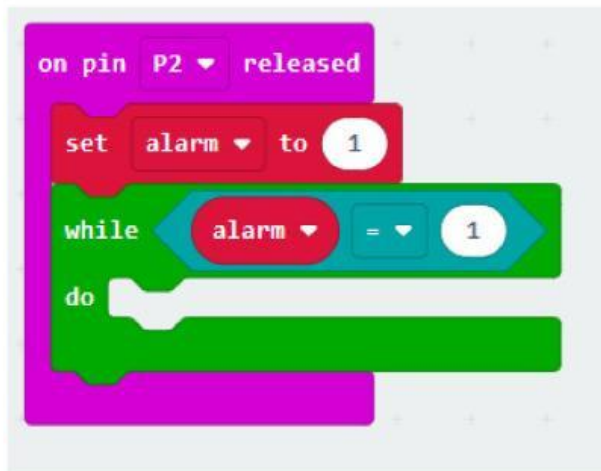 on pin P2 released
set alarm to 1
while alarm = 1
do